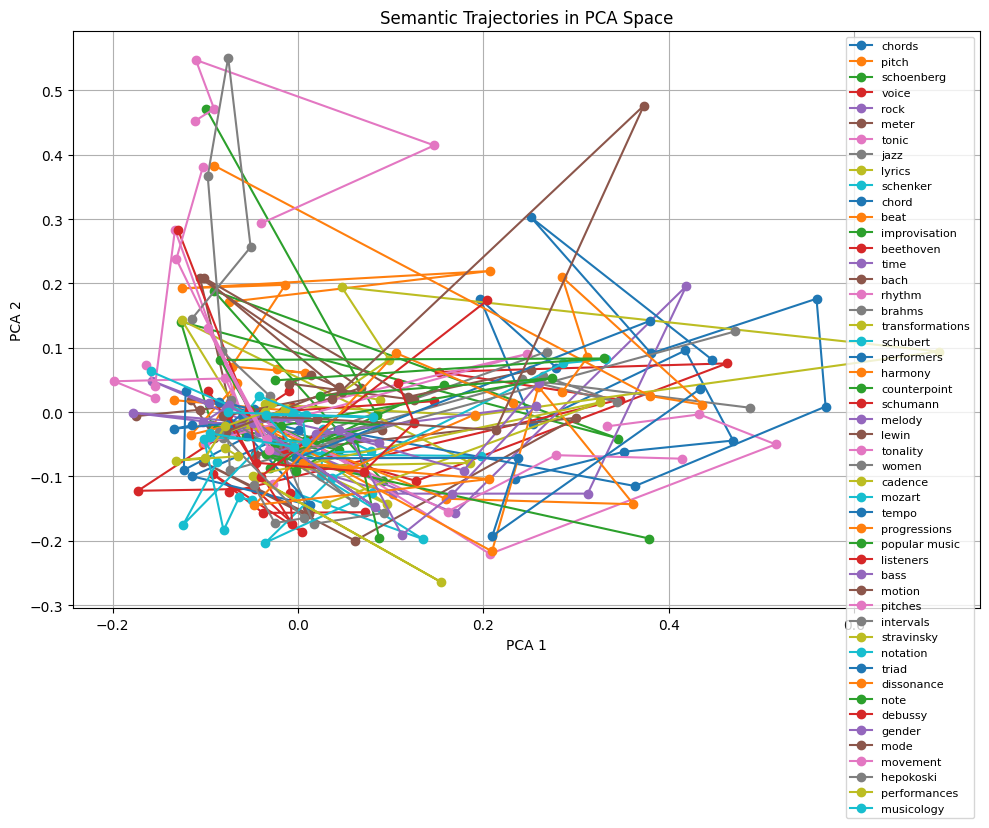 Semantic Trajectories in PCA Space
PCA 2
0.5
0.4
0.3
0.2
0.1
0.0
−0.1
−0.2
−0.3
−0.2
0.0
0.2
0.4
0.6
PCA 1
chords
pitch
schoenberg
voice
rock
meter
tonic
jazz
lyrics
schenker
chord
beat
improvisation
beethoven
time
bach
rhythm
brahms
transformations
schubert
performers
harmony
counterpoint
schumann
melody
lewin
tonality
women
cadence
mozart
tempo
progressions
popular music
listeners
bass
motion
pitches
intervals
stravinsky
notation
triad
dissonance
note
debussy
gender
mode
movement
hepokoski
performances
musicology